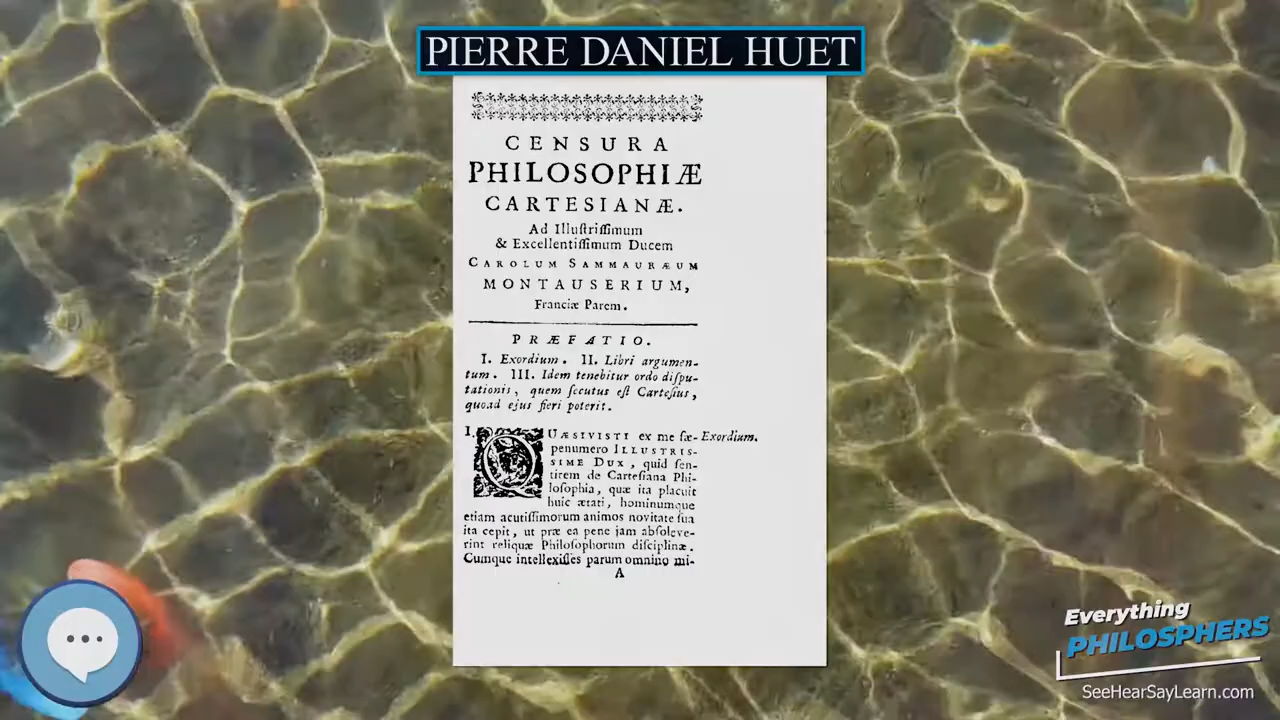 PIERRE DANIEL HUET
CENSURA
PHILOSOPHIÆ
CARTESIANÆ.
Ad Illuſtriſſimum
& Excellentiſſimum Ducem
CAROLUM SAMMAURÆUM
MONTAUSERIUM,
Franciæ Parem.
PRÆFATIO.
I. Exordium. II. Libri argumen-
tum. III. Idem tenebitur ordo diſpu-
tationis, quem ſecutus eſt Carteſius,
quoad ejus fieri poterit.
I. QUÆSIVISTI ex me ſæ- Exordium.
penumero ILLUSTRIS-
SIME DUX, quid ſen-
tirem de Carteſiana Phi-
loſophia, quæ ita placuit
huic ætati, hominumque
etiam acutiſſimorum animos novitate ſua
ita cepit, ut præ ea pene jam abſoleve-
rint reliquæ Philoſophorum diſciplinæ.
Cumque intellexiſſes parum omnino mi-
A
Everything
PHILOSPHERS
SeeHearSayLearn.com